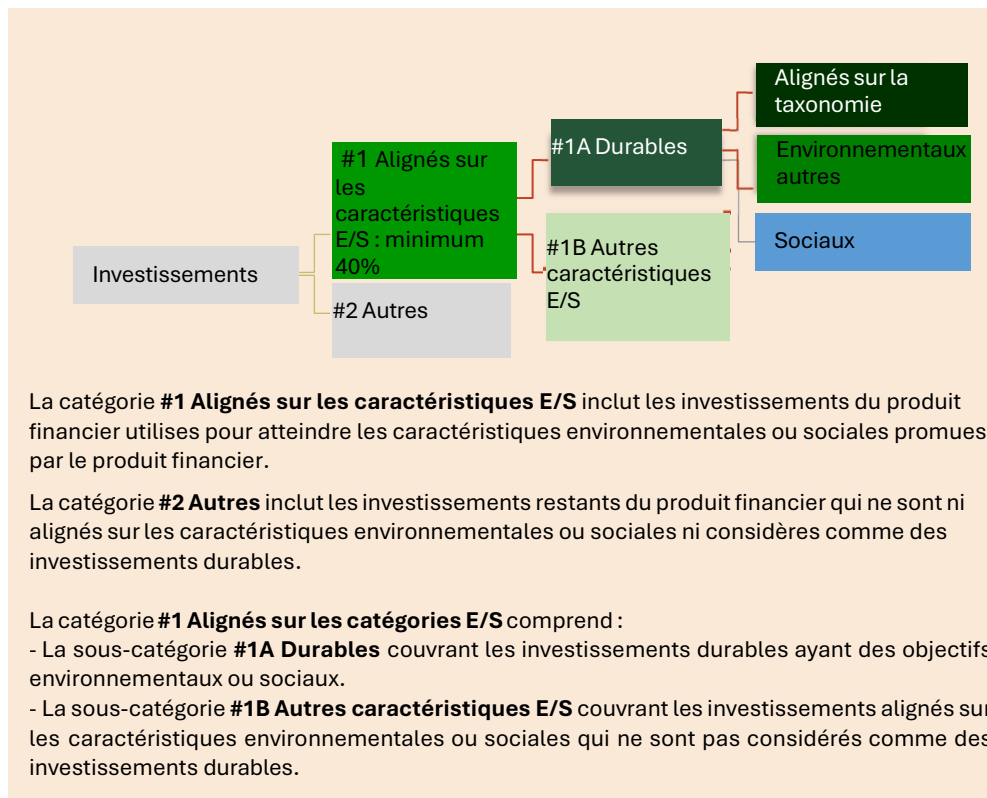 Alignés sur la
taxonomie
#1A Durables
Environnementaux
autres
#1 Alignés sur
les
caractéristiques
E/S : minimum
40%
Sociaux
#1B Autres
caractéristiques
E/S
Investissements
#2 Autres
La catégorie #1 Alignés sur les caractéristiques E/S inclut les investissements du produit
financier utilises pour atteindre les caractéristiques environnementales ou sociales promues
par le produit financier.
La catégorie #2 Autres inclut les investissements restants du produit financier qui ne sont ni
alignés sur les caractéristiques environnementales ou sociales ni considères comme des
investissements durables.
La catégorie #1 Alignés sur les catégories E/S comprend :
- La sous-catégorie #1A Durables couvrant les investissements durables ayant des objectifs
environnementaux ou sociaux.
- La sous-catégorie #1B Autres caractéristiques E/S couvrant les investissements alignés sur
les caractéristiques environnementales ou sociales qui ne sont pas considérés comme des
investissements durables.